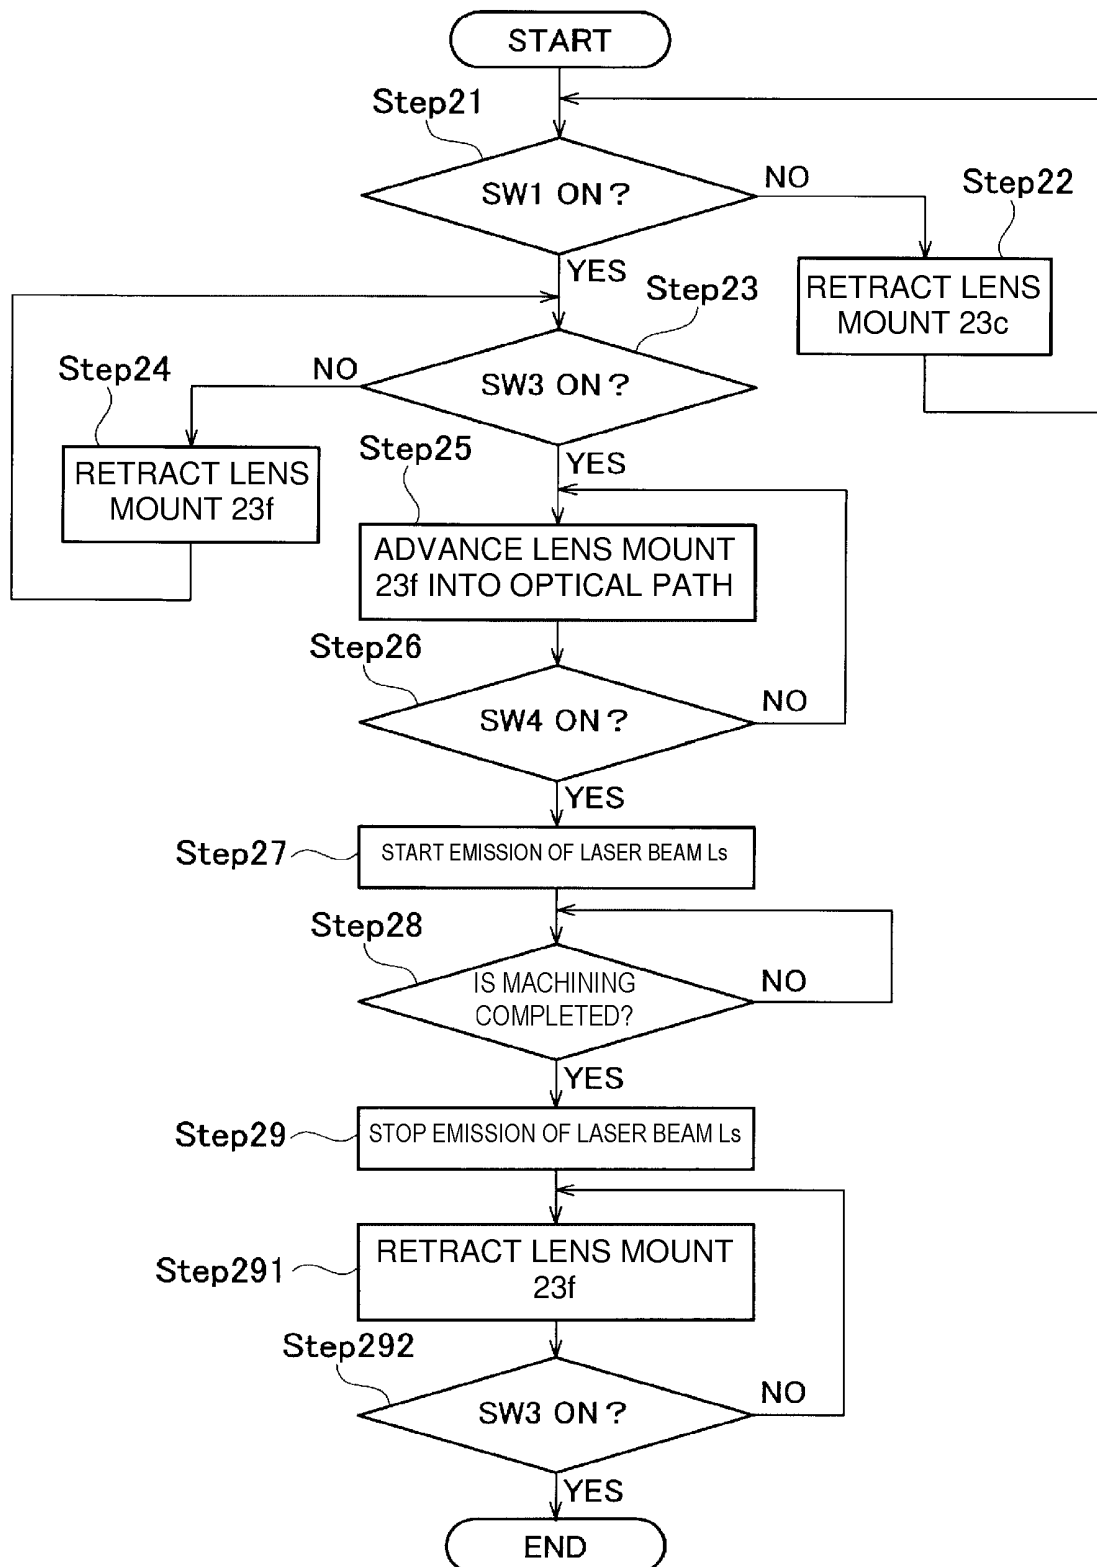 START
Step21
SW1 ON?
NO
Step22
YES
RETRACT LENS
MOUNT 23c
Step23
SW3 ON?
NO
Step24
RETRACT LENS
MOUNT 23f
YES
Step25
ADVANCE LENS MOUNT
23f INTO OPTICAL PATH
Step26
SW4 ON?
NO
YES
Step27
START EMISSION OF LASER BEAM Ls
Step28
IS MACHINING
COMPLETED?
NO
YES
Step29
STOP EMISSION OF LASER BEAM Ls
Step291
RETRACT LENS MOUNT
23f
Step292
SW3 ON?
NO
YES
END